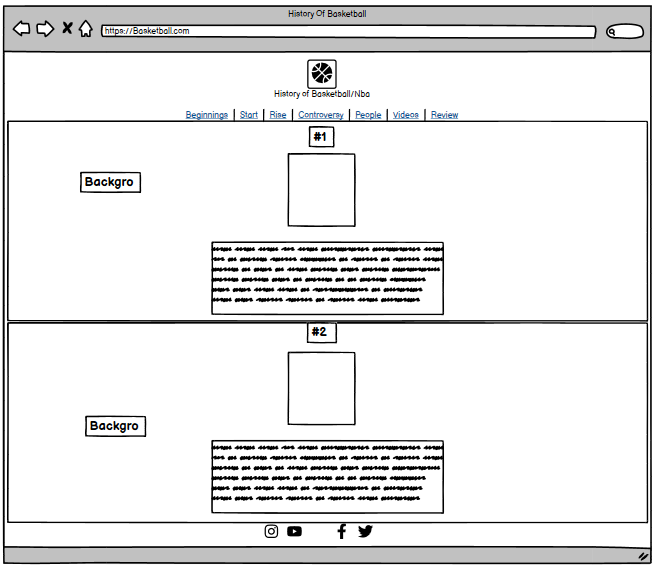 History Of Basketball
https://Basketball.com
History of Basketball/Nba
Beginnings | Start | Rise | Controversy | People | Videos | Review
#1
Backgro
#2
Backgro